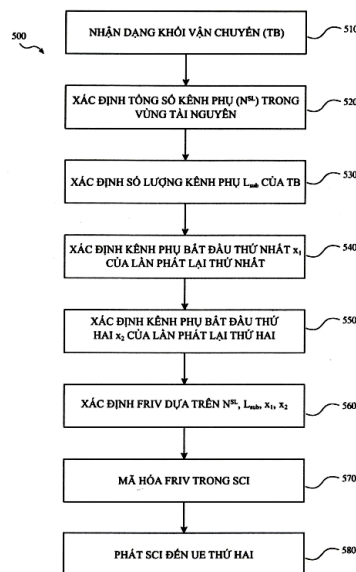 500
NHẬN DẠNG KHỐI VẬN CHUYỂN (TB)
510
XÁC ĐỊNH TỔNG SỐ KÊNH PHỤ (N^SL) TRONG
VÙNG TÀI NGUYÊN
520
XÁC ĐỊNH SỐ LƯỢNG KÊNH PHỤ L_sub CỦA TB
530
XÁC ĐỊNH KÊNH PHỤ BẮT ĐẦU THỨ NHẤT x₁
CỦA LẦN PHÁT LẠI THỨ NHẤT
540
XÁC ĐỊNH KÊNH PHỤ BẮT ĐẦU THỨ
HAI x₂ CỦA LẦN PHÁT LẠI THỨ HAI
550
XÁC ĐỊNH FRIV DỰA TRÊN N^SL, L_sub, x₁, x₂
560
MÃ HÓA FRIV TRONG SCI
570
PHÁT SCI ĐẾN UE THỨ HAI
580